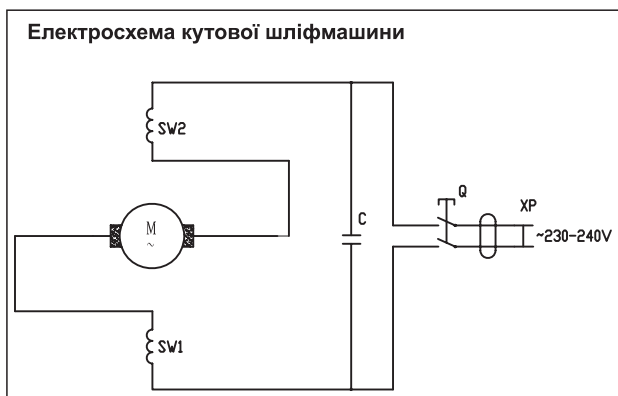 Електросхема кутової шліфмашини
SW2
Q
XP
C
M
~
~230-240V
SW1